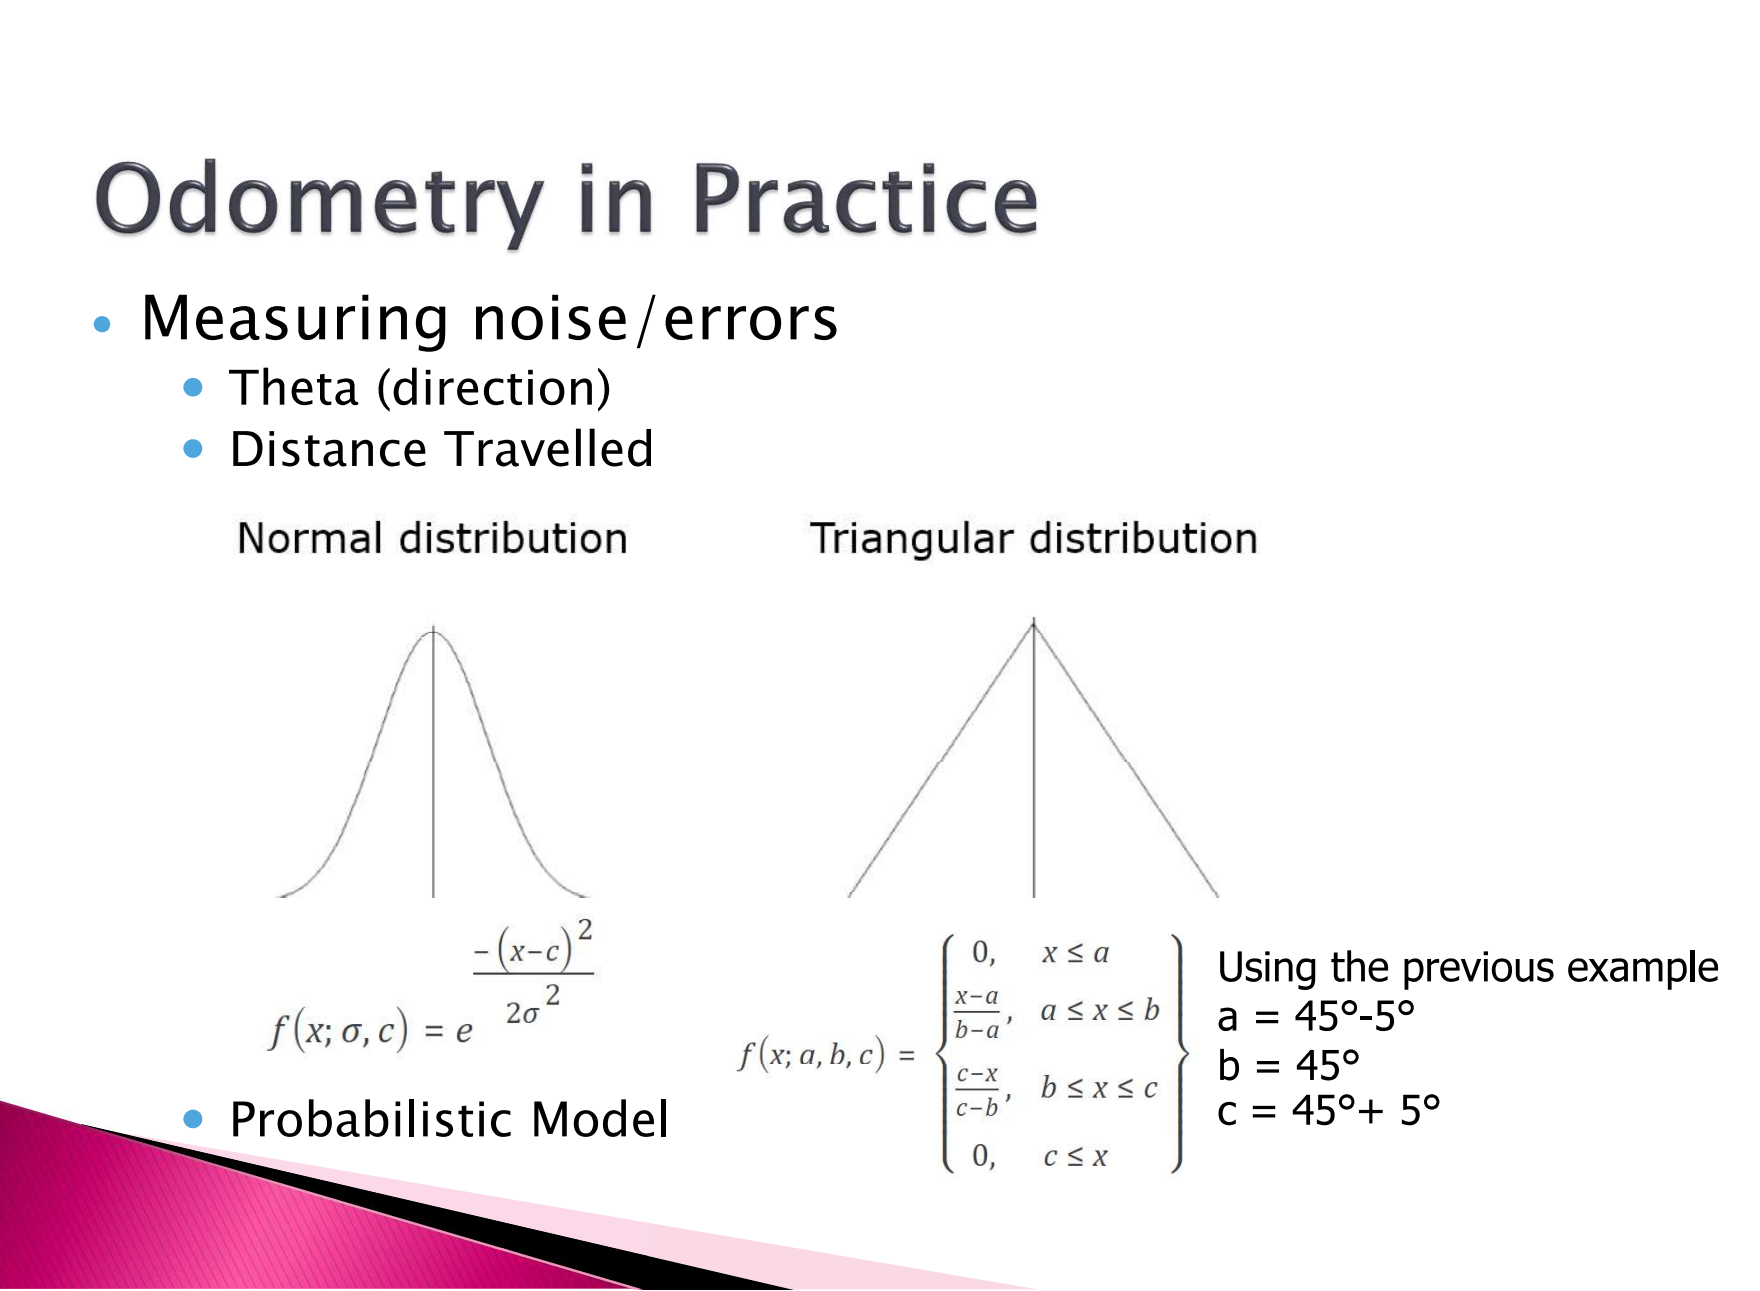 Odometry in Practice
• Measuring noise/errors
• Theta (direction)
• Distance Travelled
Normal distribution
Triangular distribution
f(x; σ, c) = e^(−(x−c)^2 / 2σ^2)
f(x; a, b, c) = {
0, x ≤ a
(x−a)/(b−a), a ≤ x ≤ b
(c−x)/(c−b), b ≤ x ≤ c
0, c ≤ x
}
Using the previous example
a = 45°-5°
b = 45°
c = 45°+ 5°
• Probabilistic Model